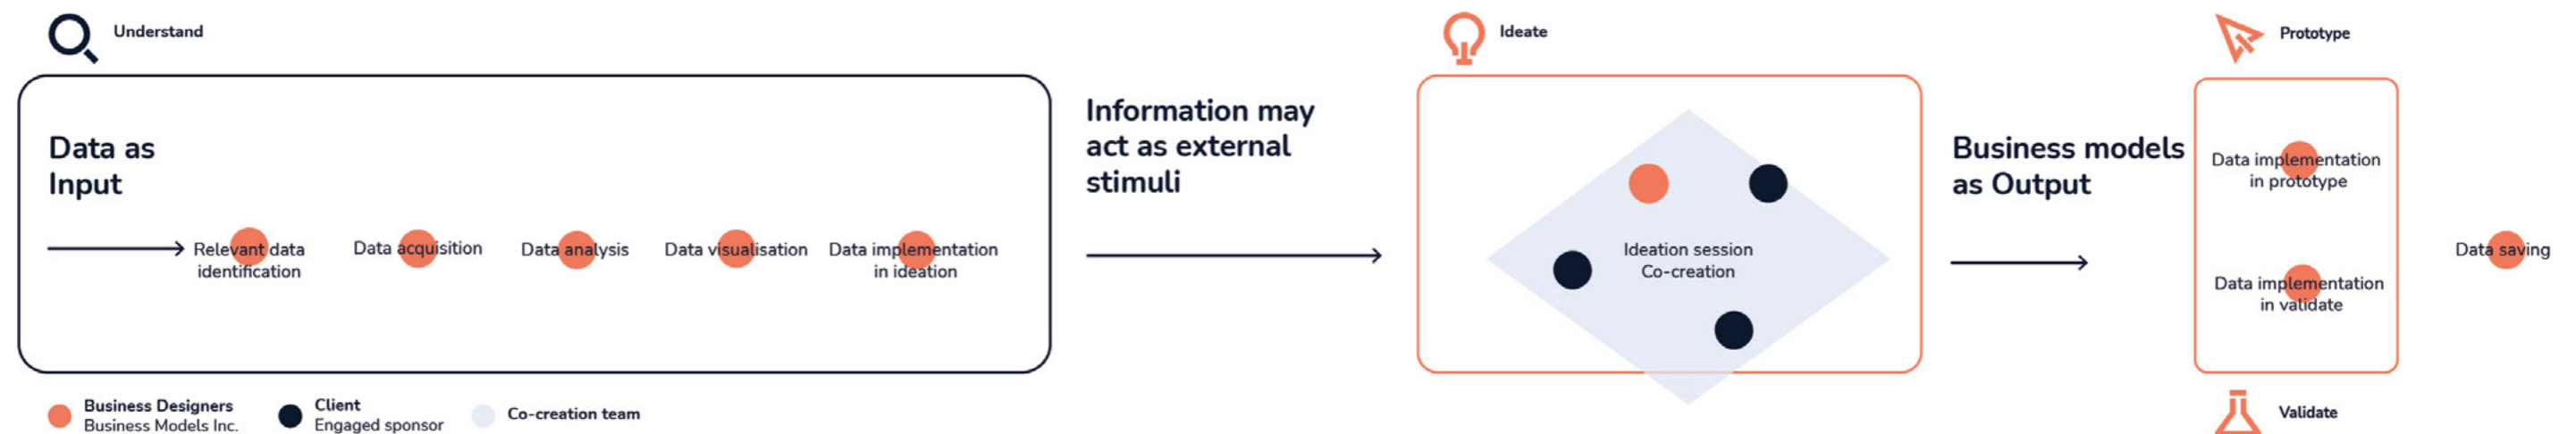 Understand
Data as
Input
Relevant data
identification
Data acquisition
Data analysis
Data visualisation
Data implementation
in ideation
Information may
act as external
stimuli
Ideate
Ideation session
Co-creation
Business models
as Output
Prototype
Data implementation
in prototype
Data implementation
in validate
Validate
Data saving
Business Designers
Business Models Inc.
Client
Engaged sponsor
Co-creation team